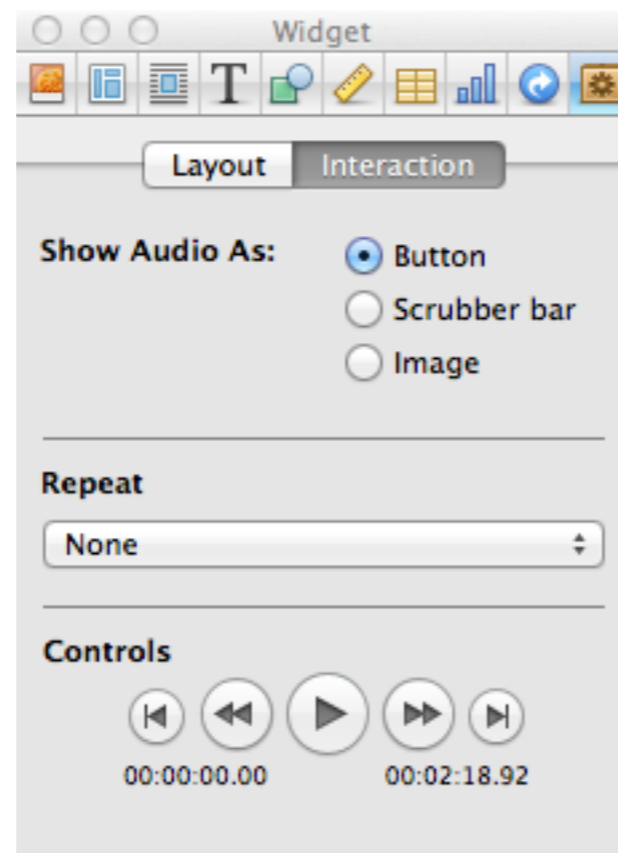 Widget
Layout Interaction
Show Audio As: Button
Scrubber bar
Image
Repeat
None
Controls
00:00:00.00 00:02:18.92